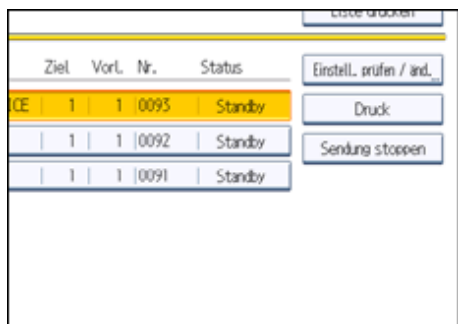 Liste drucken
Ziel Vorl. Nr. Status
Einstell. prüfen / änd.
ICE 1 1 0093 Standby
Druck
1 1 0092 Standby
Sendung stoppen
1 1 0091 Standby